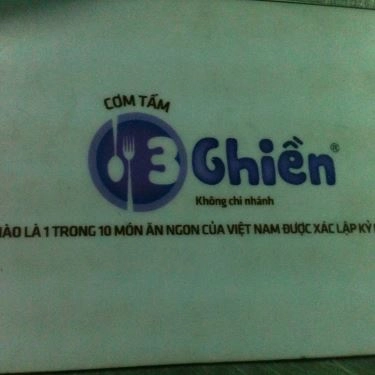 CƠM TẤM
3 Ghiền®
Không chi nhánh
HÀO LÀ 1 TRONG 10 MÓN ĂN NGON CỦA VIỆT NAM ĐƯỢC XÁC LẬP KỶ